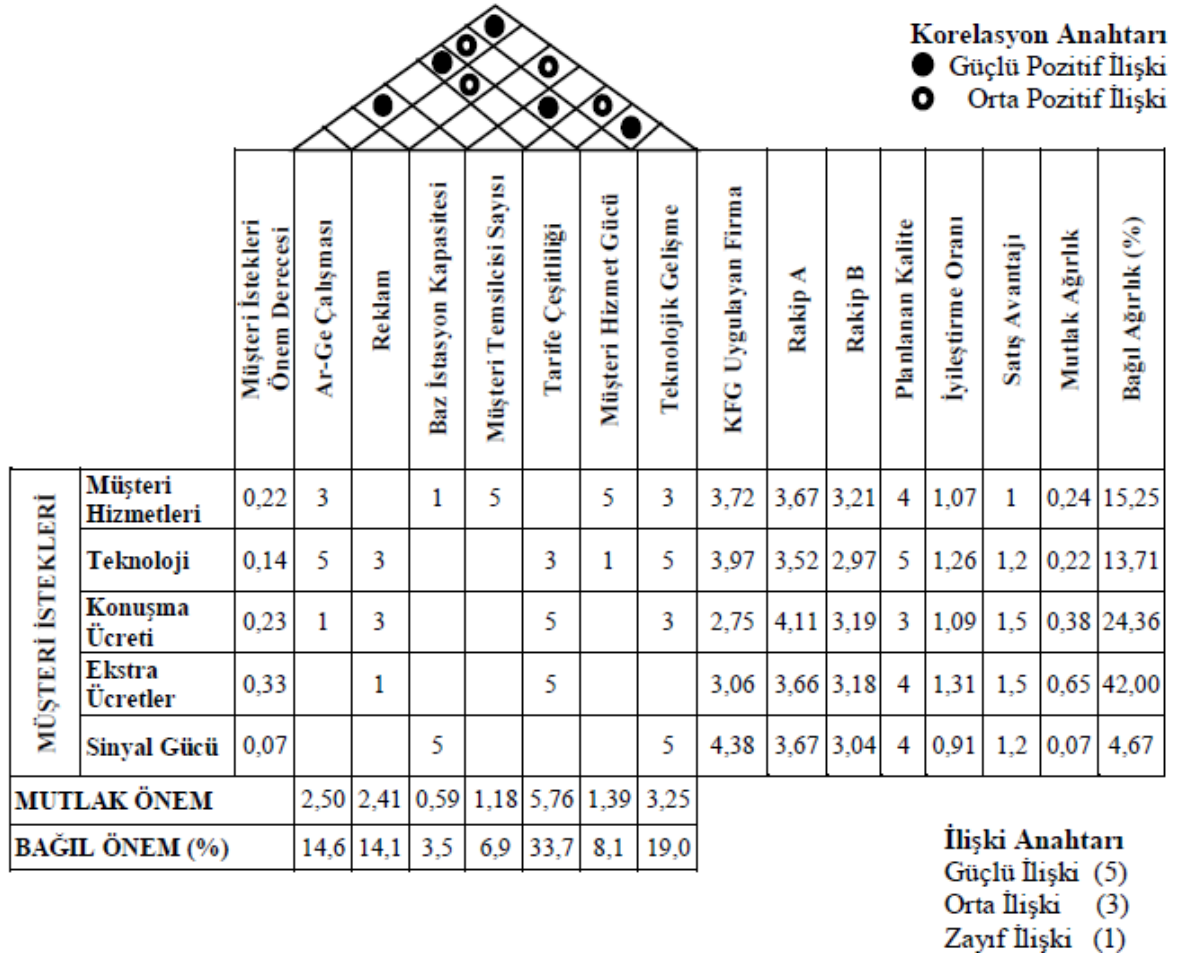 Korelasyon Anahtarı
Güçlü Pozitif İlişki
Orta Pozitif İlişki
Müşteri İstekleri
Önem Derecesi
Ar-Ge Çalışması
Reklam
Baz İstasyon Kapasitesi
Müşteri Temsilcisi Sayısı
Tarife Çeşitliliği
Müşteri Hizmet Gücü
Teknolojik Gelişme
KFG Uygulayan Firma
Rakip A
Rakip B
Planlanan Kalite
İyileştirme Oranı
Satış Avantajı
Mutlak Ağırlık
Bağıl Ağırlık (%)
MÜŞTERİ İSTEKLERİ
Müşteri
Hizmetleri 0,22 3 1 5 5 3 3,72 3,67 3,21 4 1,07 1 0,24 15,25
Teknoloji 0,14 5 3 3 1 5 3,97 3,52 2,97 5 1,26 1,2 0,22 13,71
Konuşma
Ücreti 0,23 1 3 5 3 2,75 4,11 3,19 3 1,09 1,5 0,38 24,36
Ekstra
Ücretler 0,33 1 5 3,06 3,66 3,18 4 1,31 1,5 0,65 42,00
Sinyal Gücü 0,07 5 5 4,38 3,67 3,04 4 0,91 1,2 0,07 4,67
MUTLAK ÖNEM 2,50 2,41 0,59 1,18 5,76 1,39 3,25
BAĞIL ÖNEM (%) 14,6 14,1 3,5 6,9 33,7 8,1 19,0
İlişki Anahtarı
Güçlü İlişki (5)
Orta İlişki (3)
Zayıf İlişki (1)